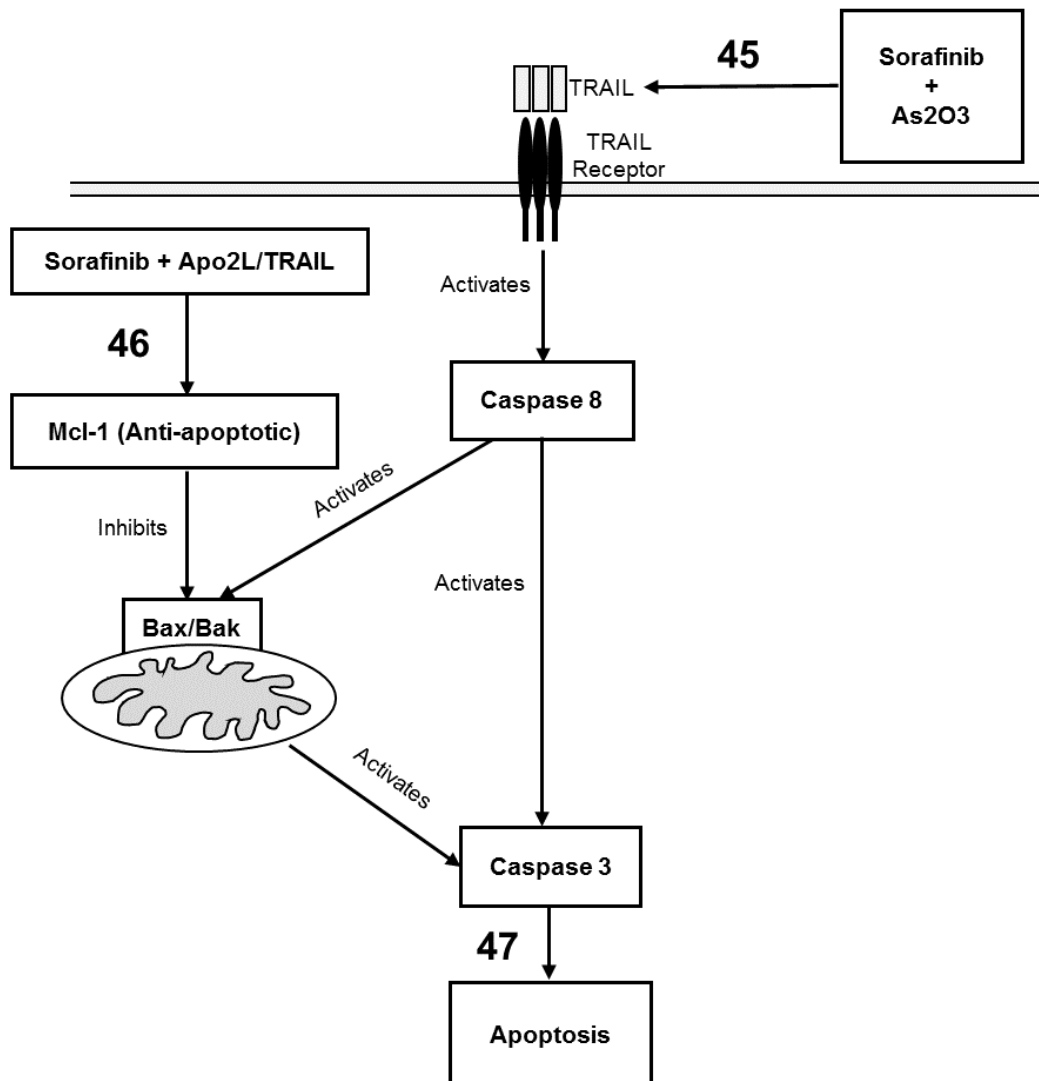 45
Sorafinib
+
As2O3
TRAIL
TRAIL
Receptor
Sorafinib + Apo2L/TRAIL
Activates
46
Mcl-1 (Anti-apoptotic)
Caspase 8
Activates
Inhibits
Activates
Bax/Bak
Activates
Caspase 3
47
Apoptosis